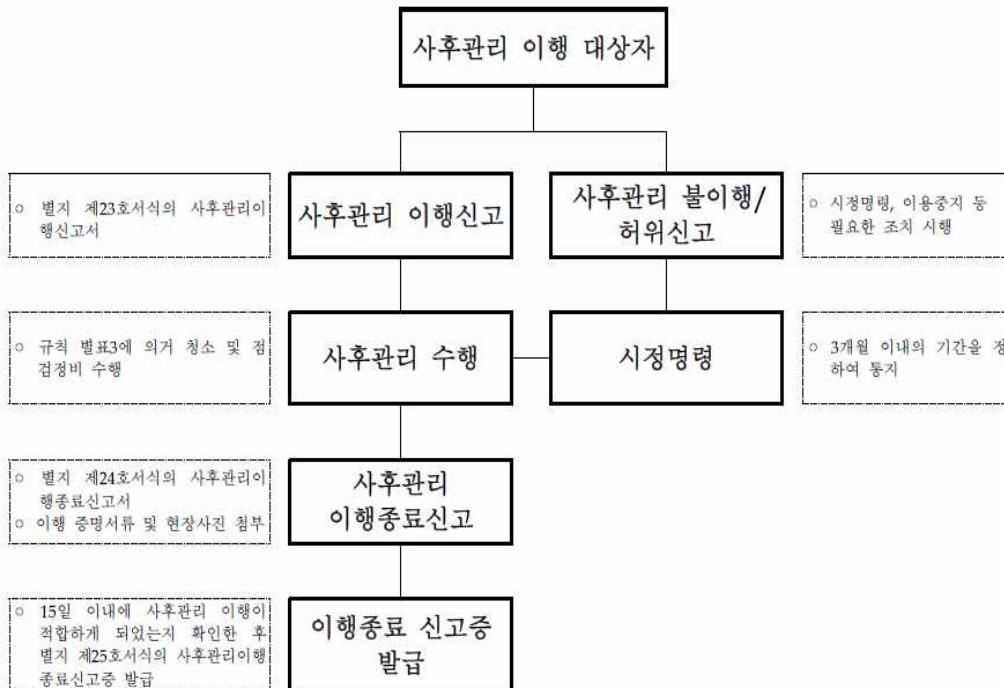 사후관리 이행 대상자
○ 별지 제23호서식의 사후관리이
행신고서
사후관리 이행신고
사후관리 불이행/
허위신고
○ 시정명령, 이용중지 등
필요한 조치 시행
○ 규칙 별표3에 의거 청소 및 점
검정비 수행
사후관리 수행
시정명령
○ 3개월 이내의 기간을 정
하여 통지
○ 별지 제24호서식의 사후관리이
행종료신고서
○ 이행 증명서류 및 현장사진 첨부
사후관리
이행종료신고
○ 15일 이내에 사후관리 이행이
적합하게 되었는지 확인한 후
별지 제25호서식의 사후관리이행
종료신고증 발급
이행종료 신고증
발급